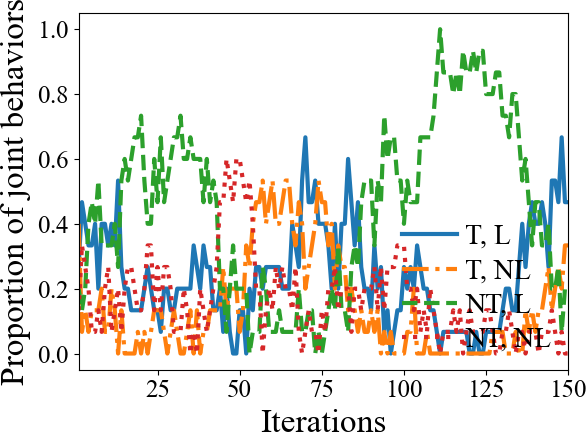 Proportion of joint behaviors
1.0
0.8
0.6
0.4
0.2
0.0
T, L
T, NL
NT, L
NT, NL
25 50 75 100 125 150
Iterations